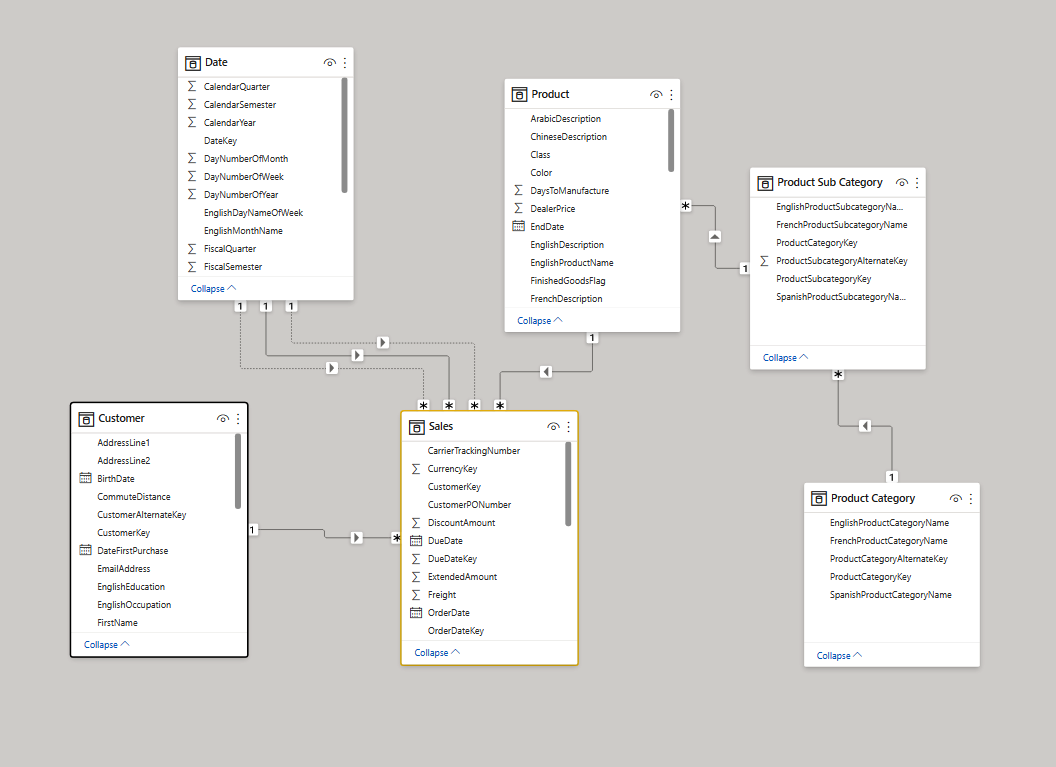 Date
CalendarQuarter
CalendarSemester
CalendarYear
DateKey
DayNumberOfMonth
DayNumberOfWeek
DayNumberOfYear
EnglishDayNameOfWeek
EnglishMonthName
FiscalQuarter
FiscalSemester
Collapse
1 1 1
Product
ArabicDescription
ChineseDescription
Class
Color
DaysToManufacture
DealerPrice
EndDate
EnglishDescription
EnglishProductName
FinishedGoodsFlag
FrenchDescription
Collapse
1
*
1
Product Sub Category
EnglishProductSubcategoryNa...
FrenchProductSubcategoryName
ProductCategoryKey
ProductSubcategoryAlternateKey
ProductSubcategoryKey
SpanishProductSubcategoryNa...
Collapse
*
1
Customer
AddressLine1
AddressLine2
BirthDate
CommuteDistance
CustomerAlternateKey
CustomerKey
DateFirstPurchase
EmailAddress
EnglishEducation
EnglishOccupation
FirstName
Collapse
1
*
* * * *
Sales
CarrierTrackingNumber
CurrencyKey
CustomerKey
CustomerPONumber
DiscountAmount
DueDate
DueDateKey
ExtendedAmount
Freight
OrderDate
OrderDateKey
Collapse
Product Category
EnglishProductCategoryName
FrenchProductCategoryName
ProductCategoryAlternateKey
ProductCategoryKey
SpanishProductCategoryName
Collapse